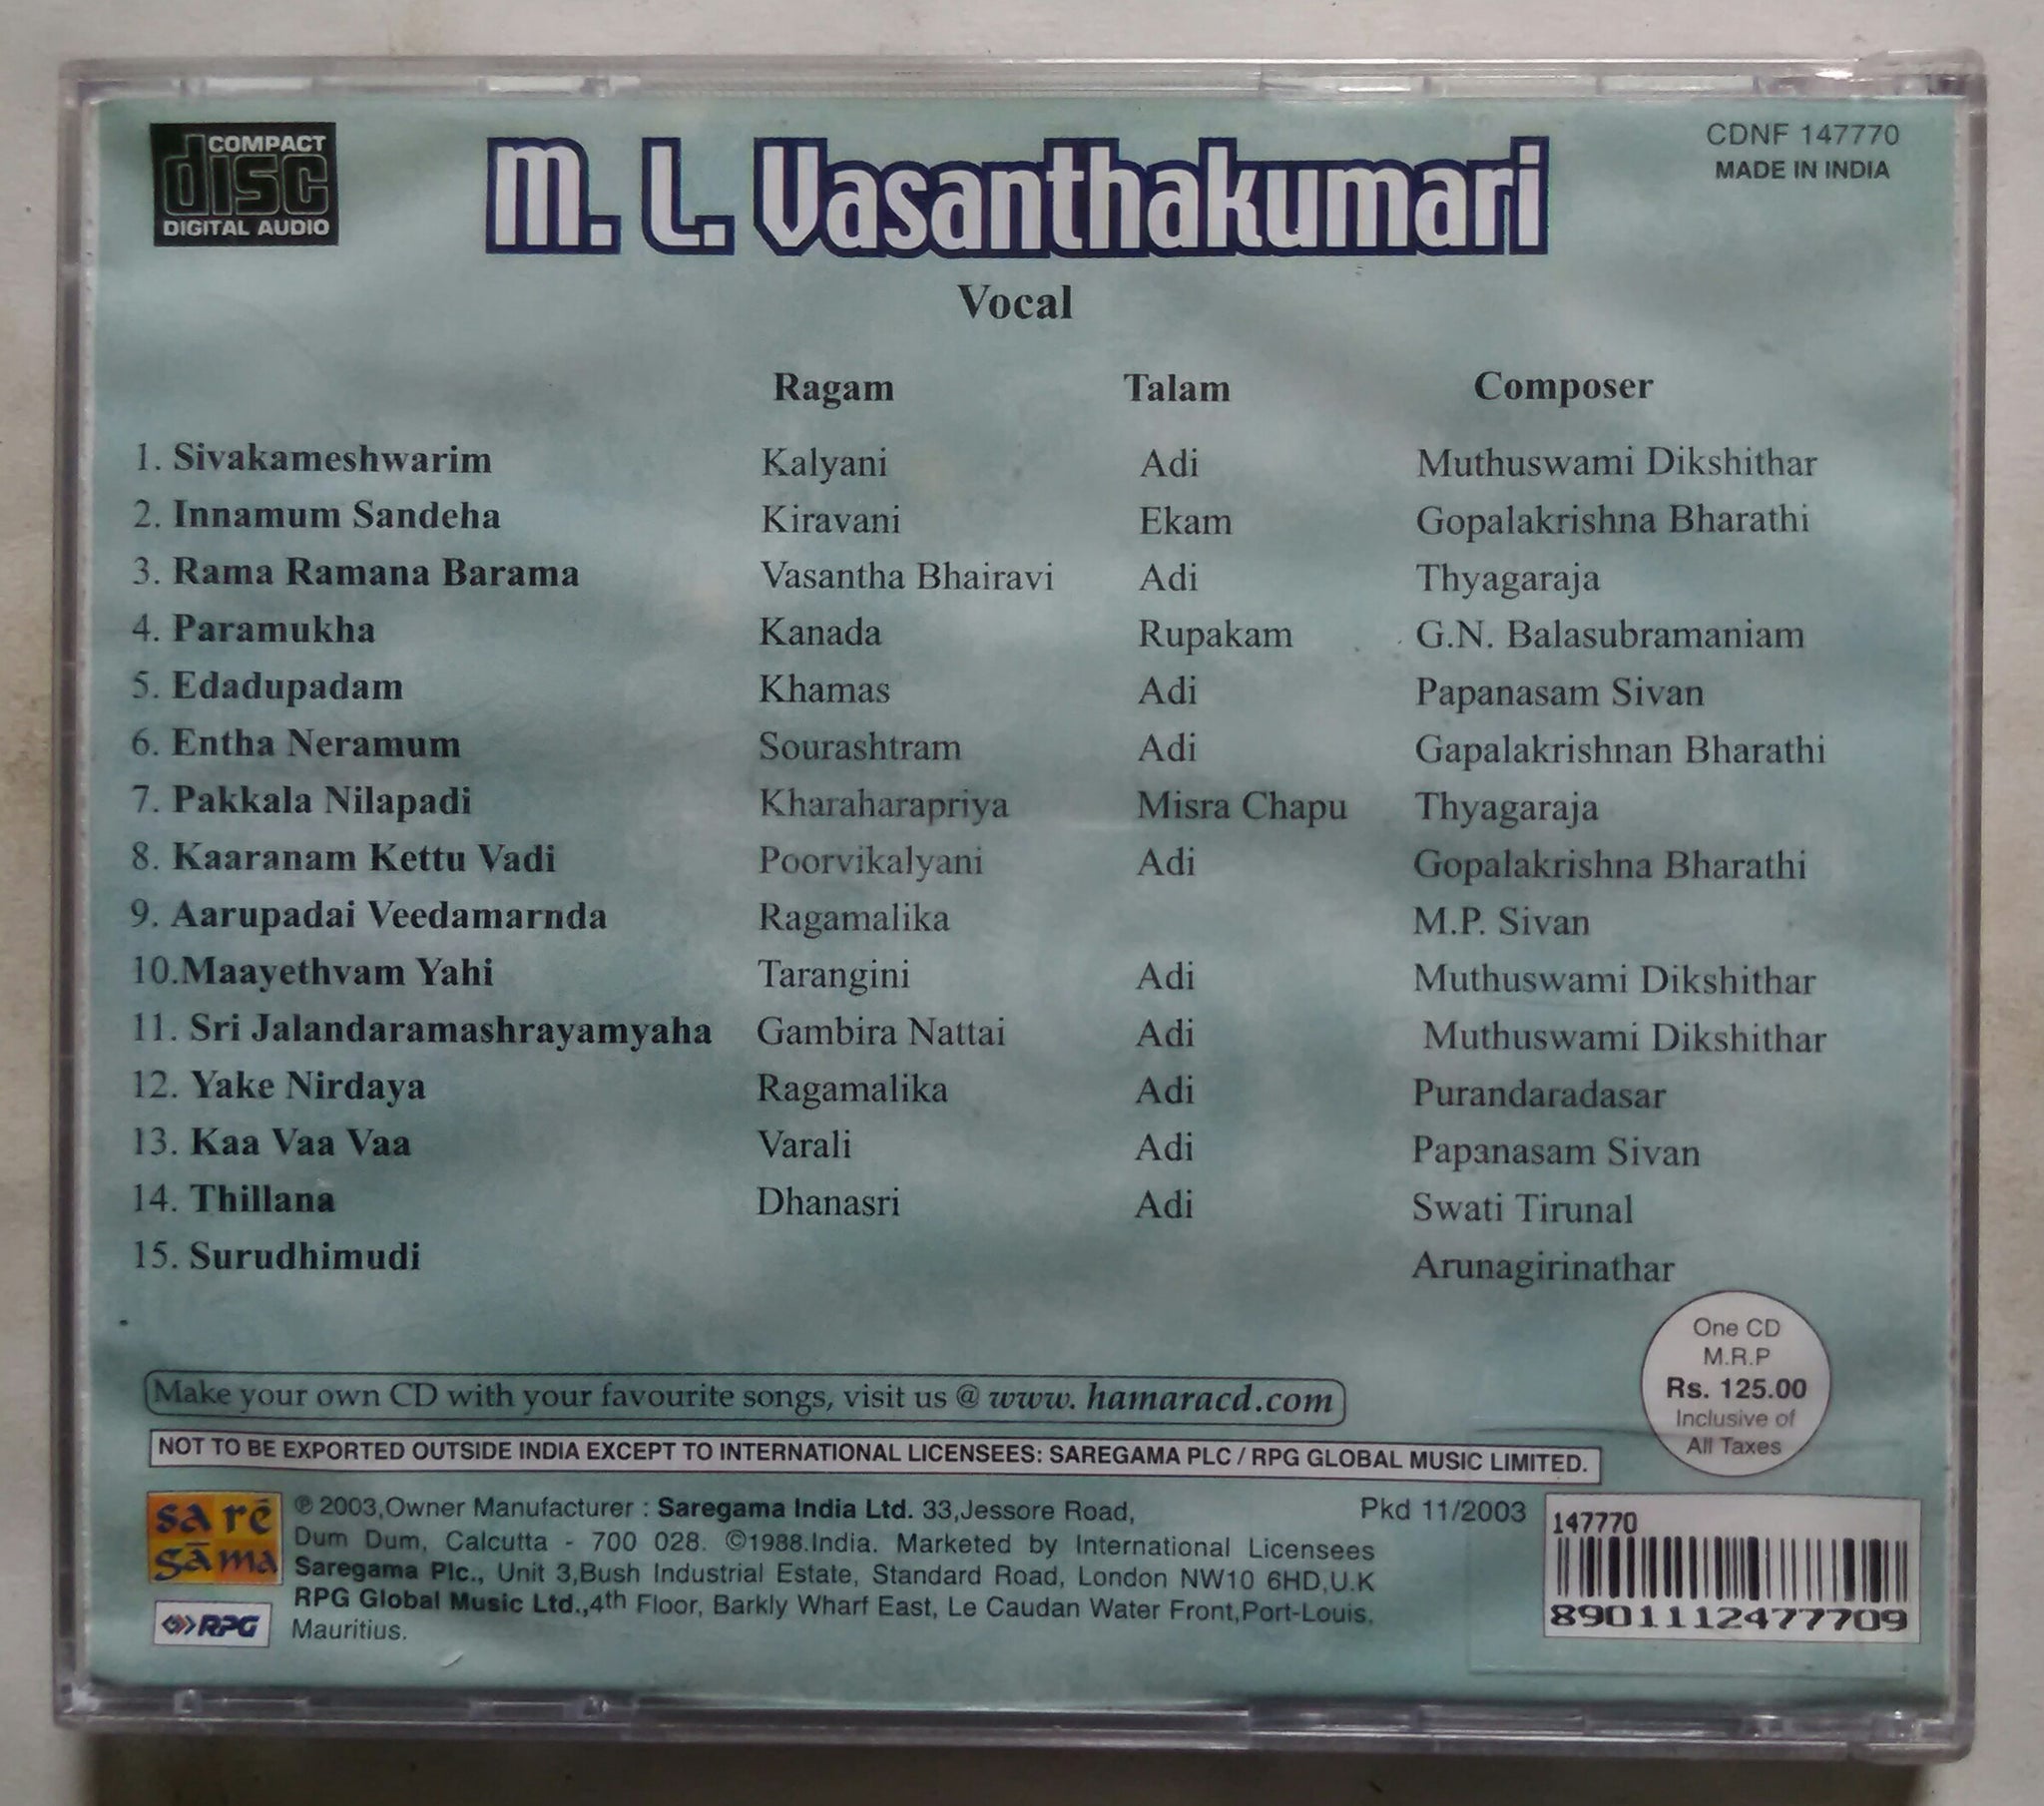 COMPACT
disc
DIGITAL AUDIO
M. L. Vasanthakumari
CDNF 147770
MADE IN INDIA
Vocal
Ragam Talam Composer
1. Sivakameshwarim Kalyani Adi Muthuswami Dikshithar
2. Innamum Sandeha Kiravani Ekam Gopalakrishna Bharathi
3. Rama Ramana Barama Vasantha Bhairavi Adi Thyagaraja
4. Paramukha Kanada Rupakam G.N. Balasubramaniam
5. Edadupadam Khamas Adi Papanasam Sivan
6. Entha Neramum Sourashtram Adi Gapalakrishnan Bharathi
7. Pakkala Nilapadi Kharaharapriya Misra Chapu Thyagaraja
8. Kaaranam Kettu Vadi Poorvikalyani Adi Gopalakrishna Bharathi
9. Aarupadai Veedamarnda Ragamalika M.P. Sivan
10.Maayethvam Yahi Tarangini Adi Muthuswami Dikshithar
11. Sri Jalandaramashrayamyaha Gambira Nattai Adi Muthuswami Dikshithar
12. Yake Nirdaya Ragamalika Adi Purandaradasar
13. Kaa Vaa Vaa Varali Adi Papanasam Sivan
14. Thillana Dhanasri Adi Swati Tirunal
15. Surudhimudi Arunagirinathar
One CD
M.R.P
Rs. 125.00
Inclusive of
All Taxes
Make your own CD with your favourite songs, visit us @ www. hamaracd.com
NOT TO BE EXPORTED OUTSIDE INDIA EXCEPT TO INTERNATIONAL LICENSEES: SAREGAMA PLC / RPG GLOBAL MUSIC LIMITED.
sa rē
gāma
RPG
℗ 2003,Owner Manufacturer : Saregama India Ltd. 33,Jessore Road,
Dum Dum, Calcutta - 700 028. ©1988.India. Marketed by International Licensees
Saregama Plc., Unit 3,Bush Industrial Estate, Standard Road, London NW10 6HD,U.K
RPG Global Music Ltd.,4th Floor, Barkly Wharf East, Le Caudan Water Front,Port-Louis,
Mauritius.
Pkd 11/2003
147770
8901112477709